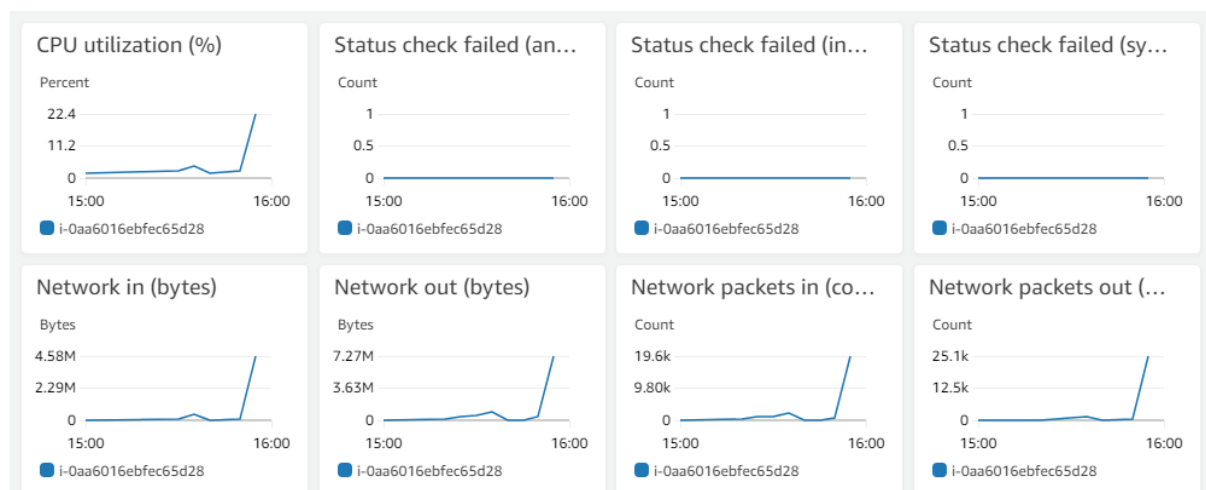 CPU utilization (%)
Percent
22.4
11.2
0
15:00 16:00
i-0aa6016ebfec65d28
Status check failed (an...
Count
1
0.5
0
15:00 16:00
i-0aa6016ebfec65d28
Status check failed (in...
Count
1
0.5
0
15:00 16:00
i-0aa6016ebfec65d28
Status check failed (sy...
Count
1
0.5
0
15:00 16:00
i-0aa6016ebfec65d28
Network in (bytes)
Bytes
4.58M
2.29M
0
15:00 16:00
i-0aa6016ebfec65d28
Network out (bytes)
Bytes
7.27M
3.63M
0
15:00 16:00
i-0aa6016ebfec65d28
Network packets in (co...
Count
19.6k
9.80k
0
15:00 16:00
i-0aa6016ebfec65d28
Network packets out (...
Count
25.1k
12.5k
0
15:00 16:00
i-0aa6016ebfec65d28